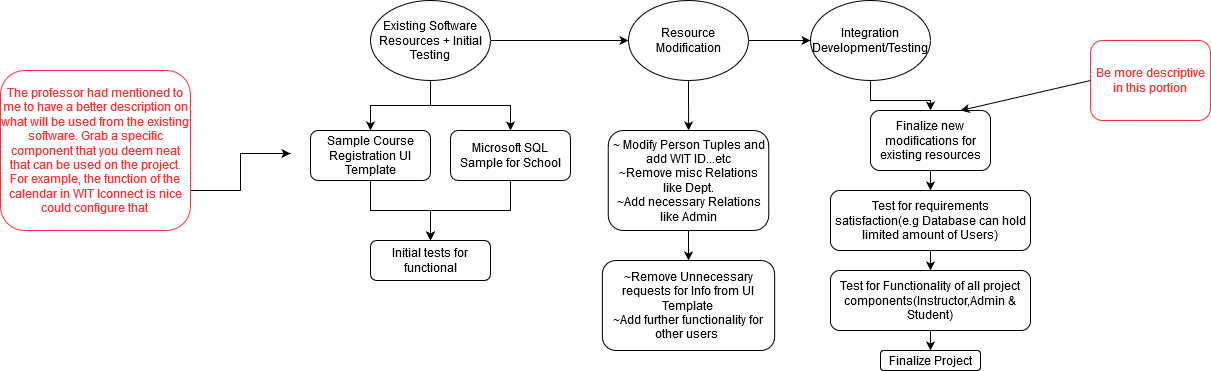 Existing Software
Resources + Initial
Testing
Resource
Modification
Integration
Development/Testing
The professor had mentioned to
me to have a better description on
what will be used from the existing
software. Grab a specific
component that you deem neat
that can be used on the project.
For example, the function of the
calendar in WIT Iconnect is nice
could configure that
Be more descriptive
in this portion
Sample Course
Registration UI
Template
Microsoft SQL
Sample for School
Initial tests for
functional
~ Modify Person Tuples and
add WIT ID...etc
~Remove misc Relations
like Dept.
~Add necessary Relations
like Admin
~Remove Unnecessary
requests for Info from UI
Template
~Add further functionality for
other users
Finalize new
modifications for
existing resources
Test for requirements
satisfaction(e.g Database can hold
limited amount of Users)
Test for Functionality of all project
components(Instructor,Admin &
Student)
Finalize Project